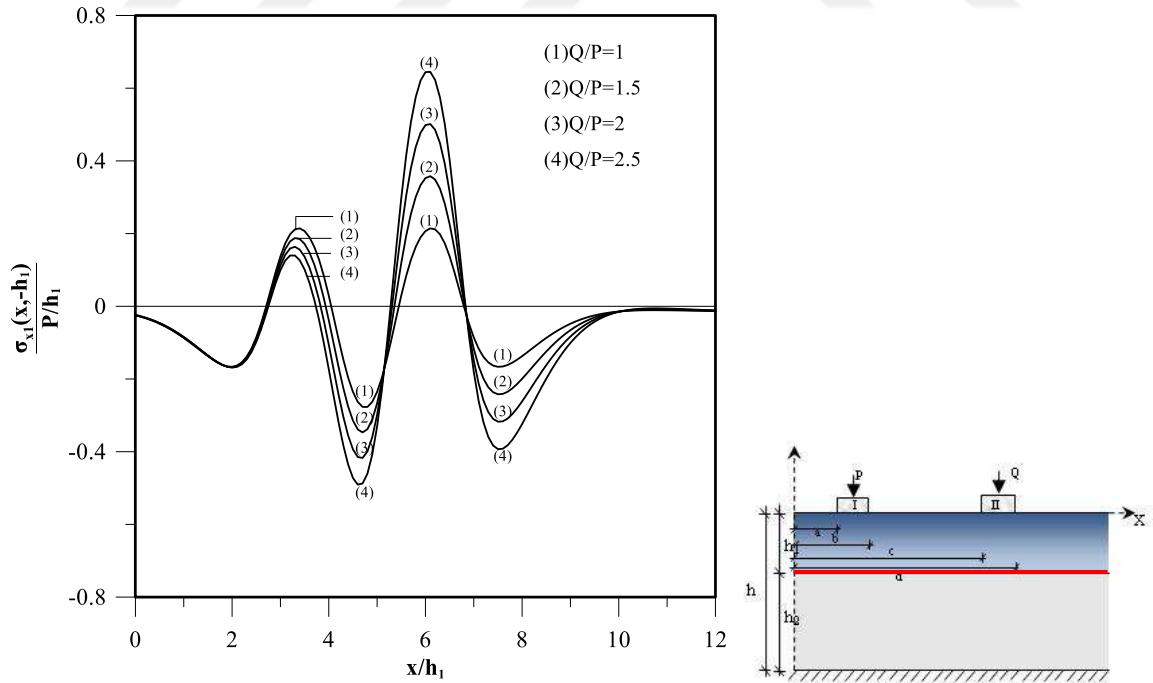 0.8
0.4
0
-0.4
-0.8
σx1(x,-h1)
P/h1
(1)Q/P=1
(2)Q/P=1.5
(3)Q/P=2
(4)Q/P=2.5
(4)
(3)
(2)
(1)
(1)
(2)
(3)
(4)
(1)
(2)
(3)
(4)
(1)
(2)
(3)
(4)
0
2
4
6
8
10
12
x/h1
P
Q
I
II
X
a
b
c
d
h
h1
h2